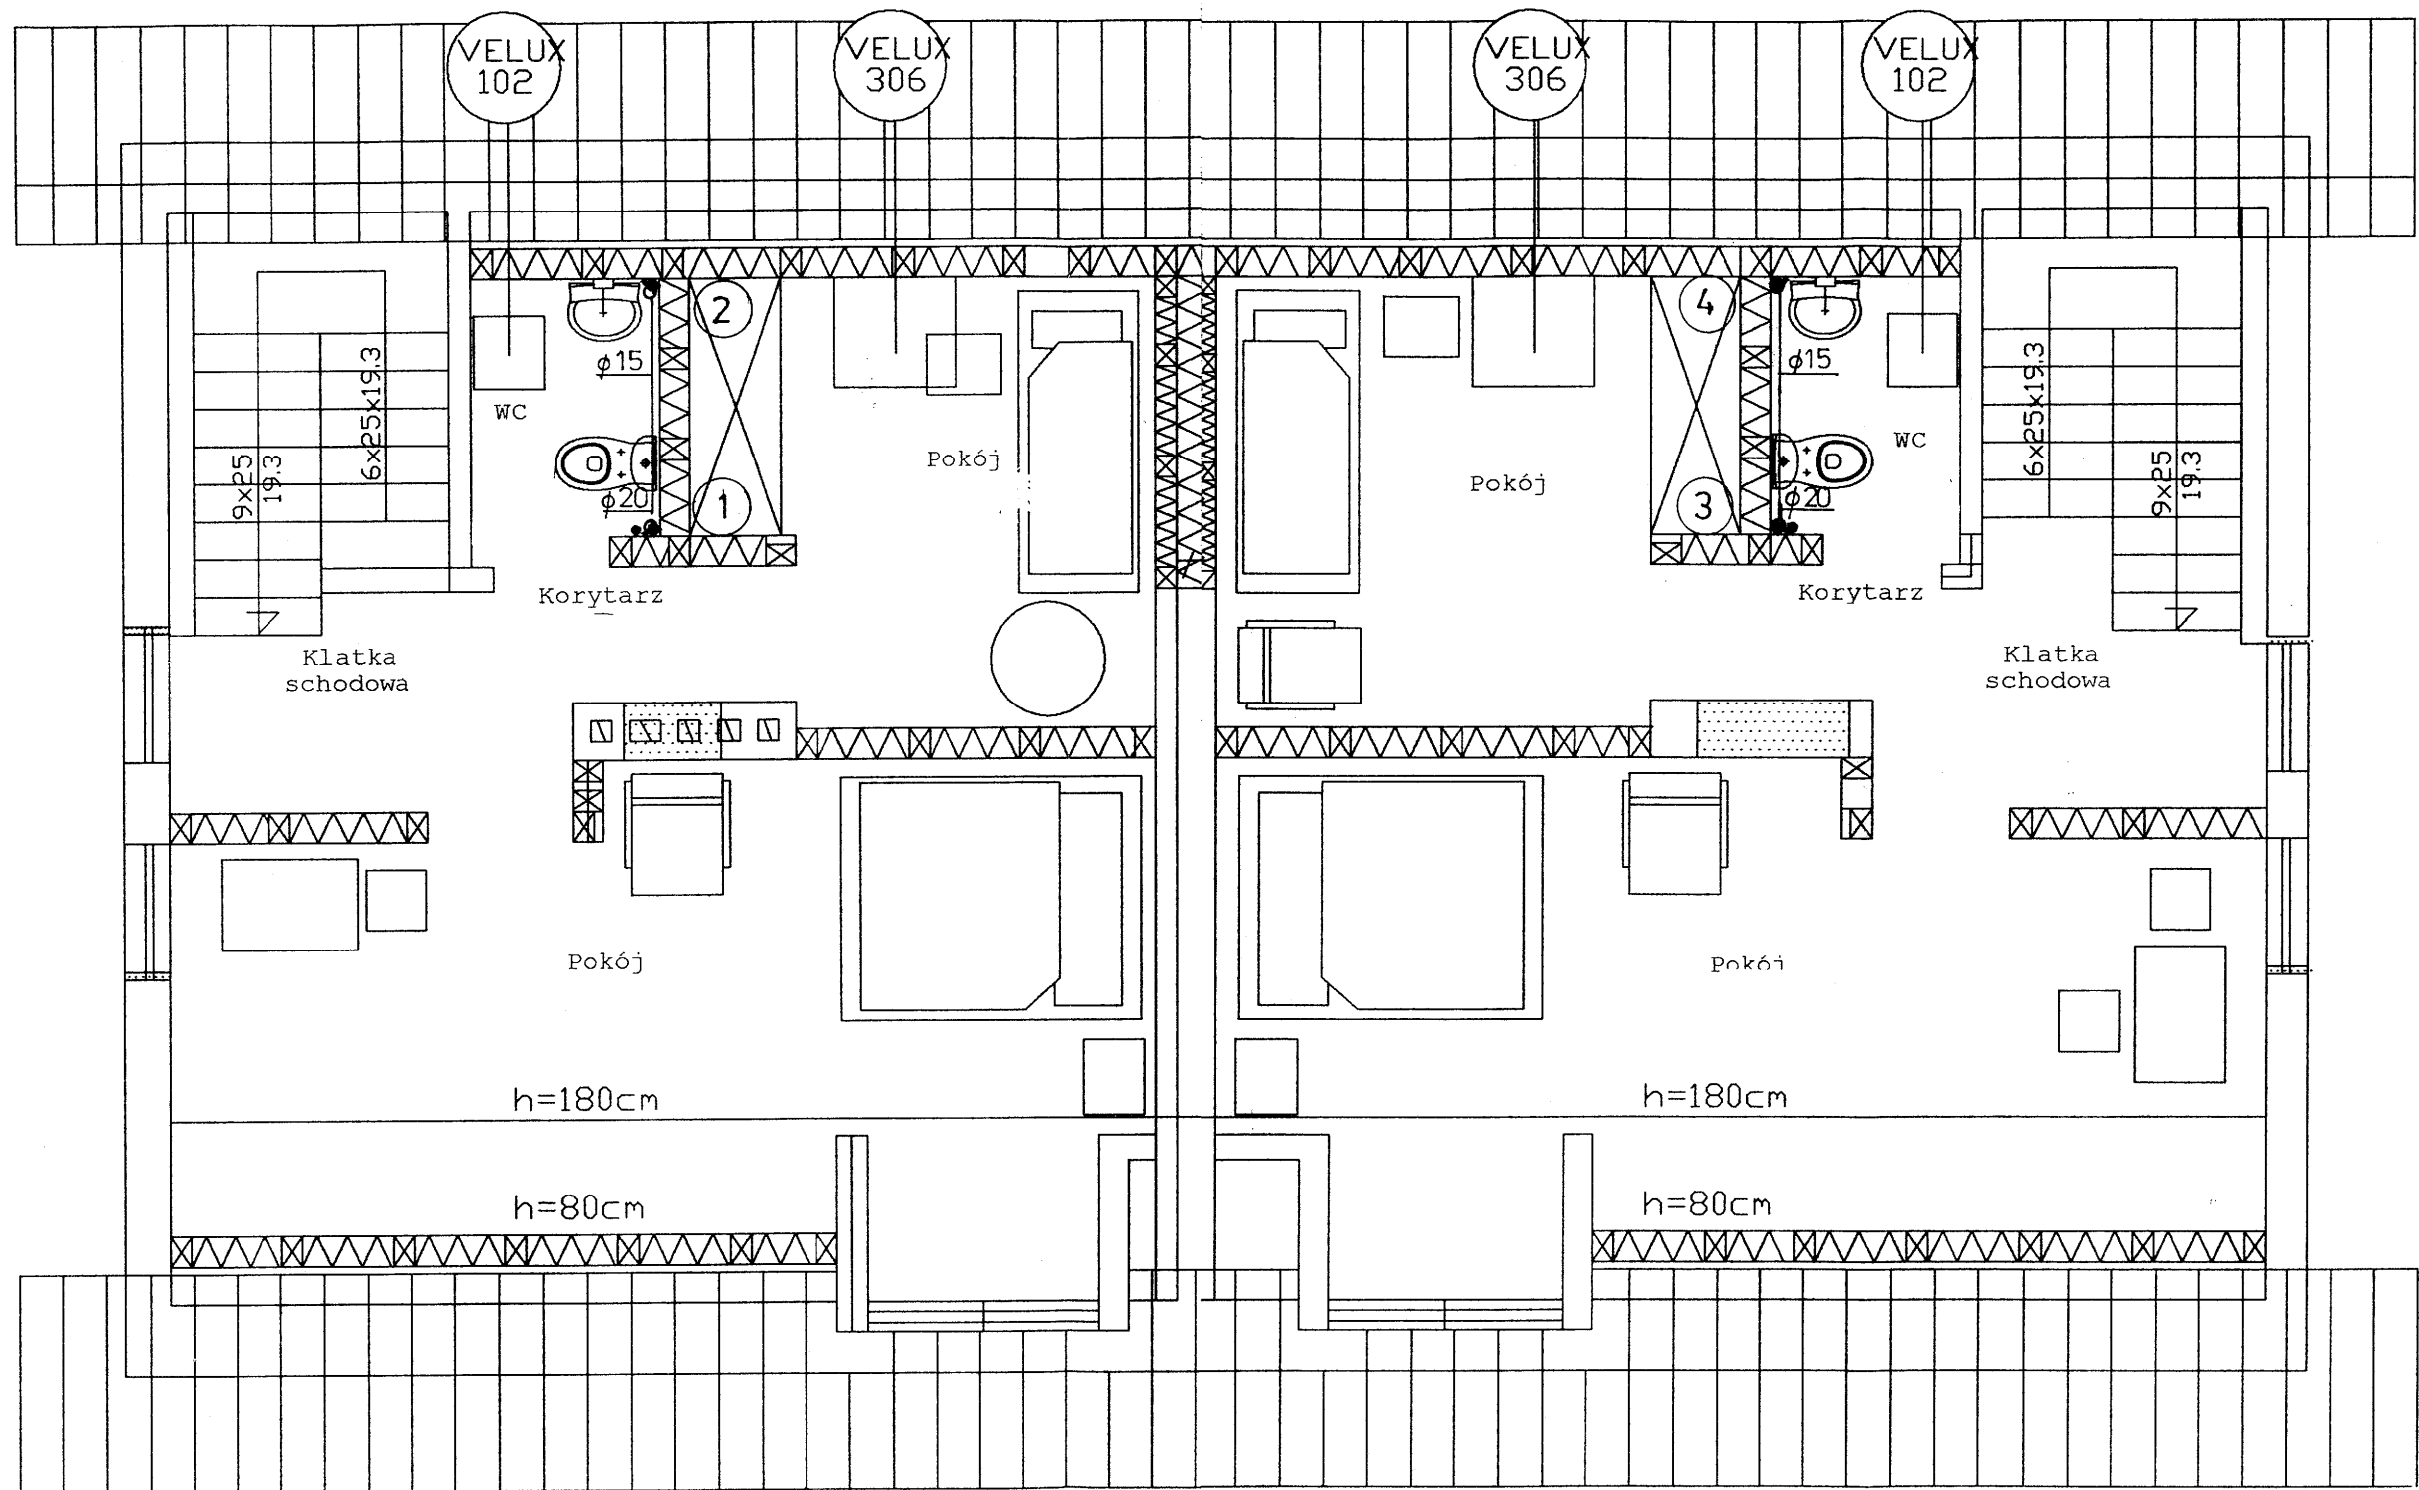 VELUX
102
VELUX
306
VELUX
306
VELUX
102
2
4
φ15
φ15
WC
WC
6x25x19.3
6x25x19.3
9x25
19.3
9x25
19.3
Pokój
Pokój
φ20
φ20
1
3
Korytarz
Korytarz
Klatka
schodowa
Klatka
schodowa
Pokój
Pokój
h=180cm
h=180cm
h=80cm
h=80cm